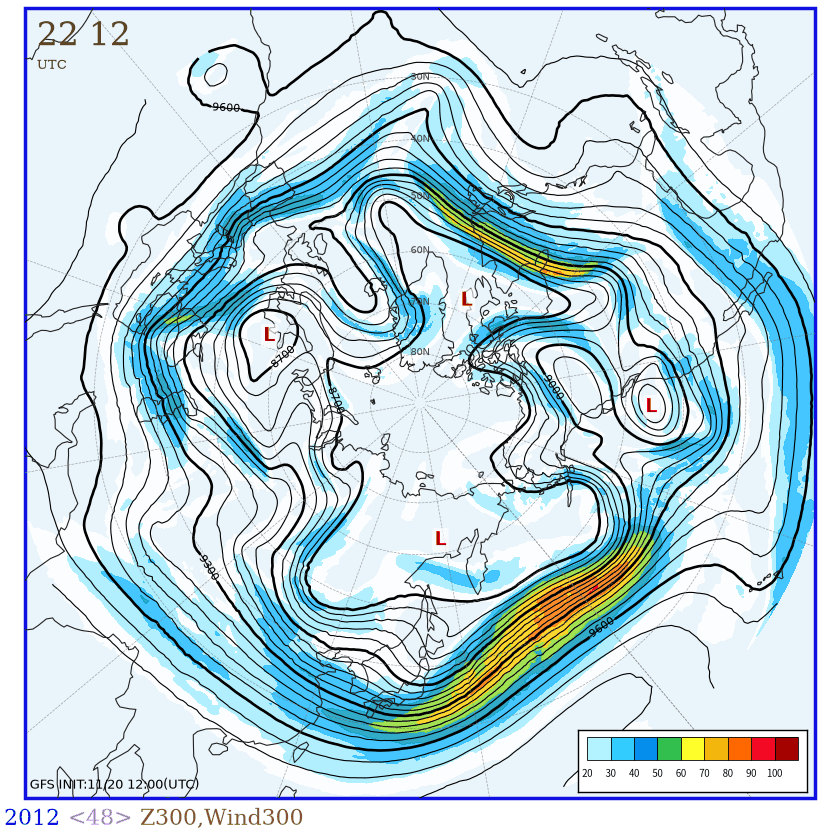 22 12
UTC
30N
9600
40N
50N
60N
L
70N
L
8700
80N
9000
8700
L
L
9300
9600
20 30 40 50 60 70 80 90 100
GFS INIT:11/20 12:00(UTC)
2012 <48> Z300,Wind300